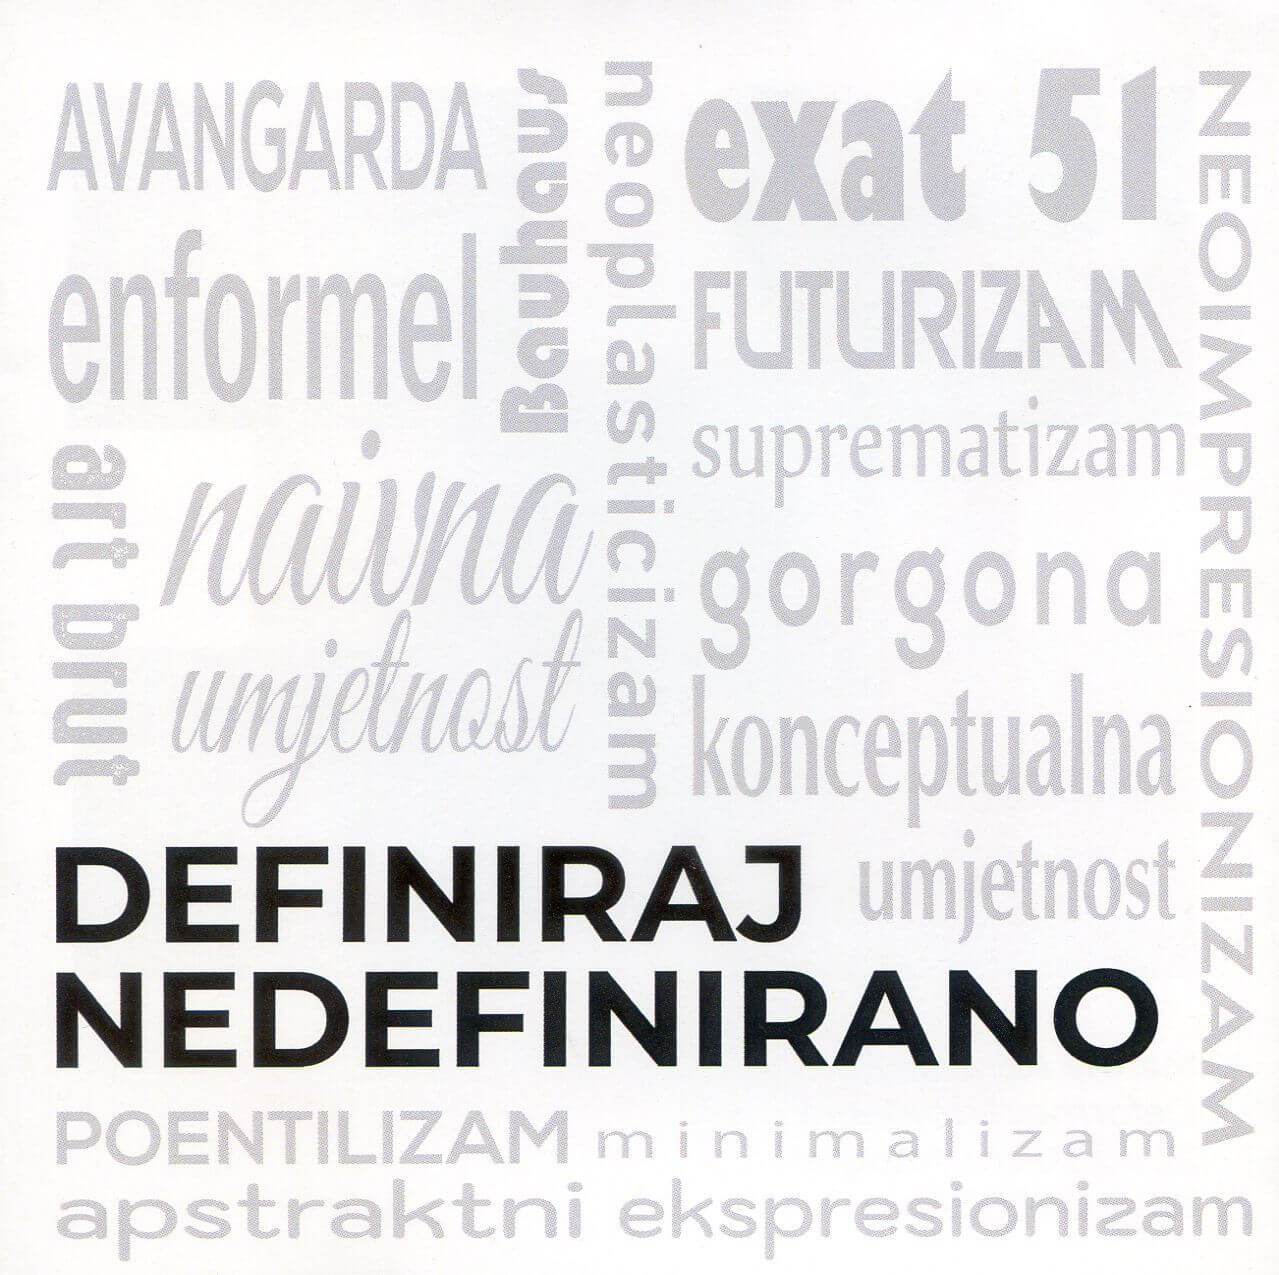 AVANGARDA
enformel
Bauhaus
neoplasticizam
exat 51
FUTURIZAM
suprematizam
NEOIMPRESIONIZAM
art brut
naivna
umjetnost
gorgona
konceptualna
umjetnost
DEFINIRAJ
NEDEFINIRANO
POENTILIZAM
minimalizam
apstraktni ekspresionizam